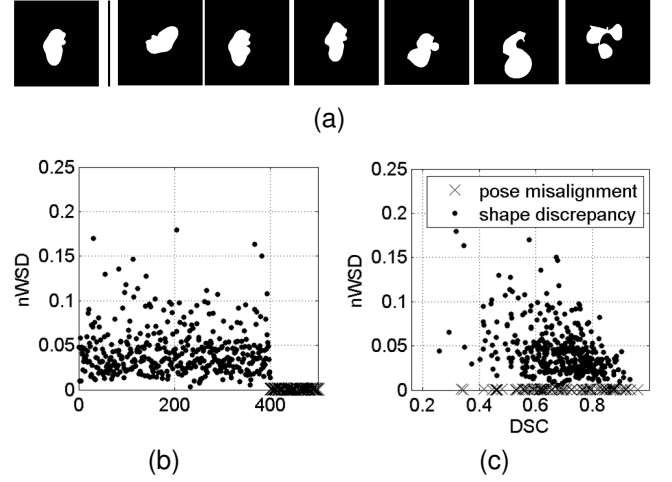 (a)
nWSD
0.25
0.2
0.15
0.1
0.05
0
0 200 400
(b)
nWSD
0.25
0.2
0.15
0.1
0.05
0
× pose misalignment
• shape discrepancy
0.2 0.4 0.6 0.8
DSC
(c)